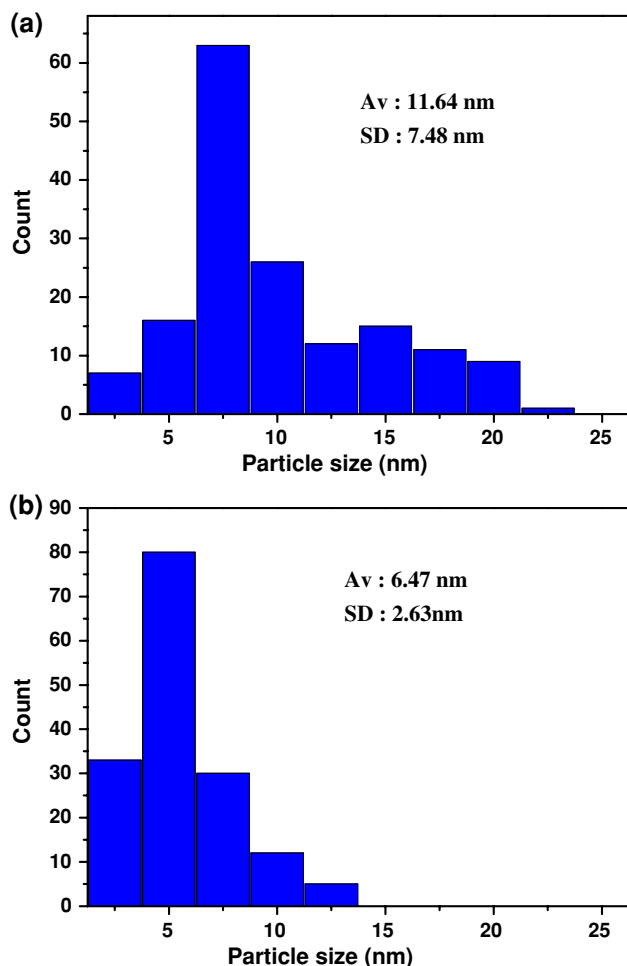 (a)
60
50
40
30
20
10
0
Count
Av : 11.64 nm
SD : 7.48 nm
5 10 15 20 25
Particle size (nm)
(b)
90
80
70
60
50
40
30
20
10
0
Count
Av : 6.47 nm
SD : 2.63nm
5 10 15 20 25
Particle size (nm)